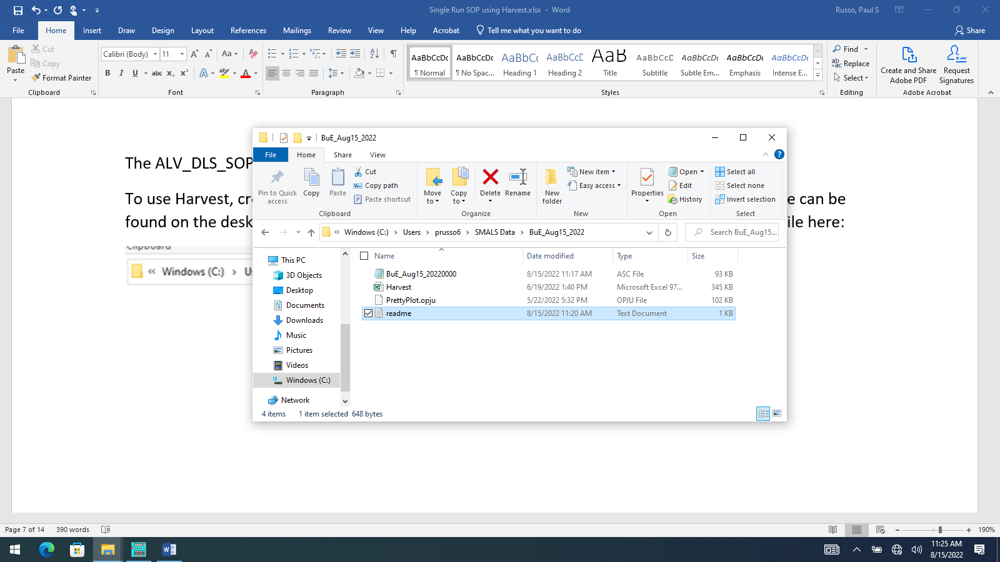 Single Run SOP using Harvest.xlsx - Word
Russo, Paul S
File Home Insert Draw Design Layout References Mailings Review View Help Acrobat Tell me what you want to do Share
Paste
Cut
Copy
Format Painter
Clipboard
Calibri (Body) 11
Font
Paragraph
AaBbCcDc AaBbCcDc AaBbCc AaBbCcD AaB AaBbCcD AaBbCcDc AaBbCcDc AaBbCcDc
¶ Normal ¶ No Spac... Heading 1 Heading 2 Title Subtitle Subtle Em... Emphasis Intense E...
Styles
Find
Replace
Select
Editing
Create and Share Adobe PDF
Request Signatures
Adobe Acrobat
The ALV_DLS_SOP
To use Harvest, cr
e can be
found on the desk
ile here:
Clipboard
« Windows (C:) › Us
BuE_Aug15_2022
File Home Share View
Pin to Quick access
Copy
Paste
Cut
Copy path
Paste shortcut
Clipboard
Move to
Copy to
Delete
Rename
Organize
New folder
New item
Easy access
New
Properties
Open
Edit
History
Open
Select all
Select none
Invert selection
Select
« Windows (C:) › Users › prusso6 › SMALS Data › BuE_Aug15_2022
Search BuE_Aug15...
This PC
3D Objects
Desktop
Documents
Downloads
Music
Pictures
Videos
Windows (C:)
Network
Name Date modified Type Size
BuE_Aug15_20220000 8/15/2022 11:17 AM ASC File 93 KB
Harvest 6/19/2022 1:40 PM Microsoft Excel 97... 345 KB
PrettyPlot.opju 5/22/2022 5:32 PM OPJU File 102 KB
readme 8/15/2022 11:20 AM Text Document 1 KB
4 items 1 item selected 648 bytes
Page 7 of 14 390 words
190%
11:25 AM
8/15/2022